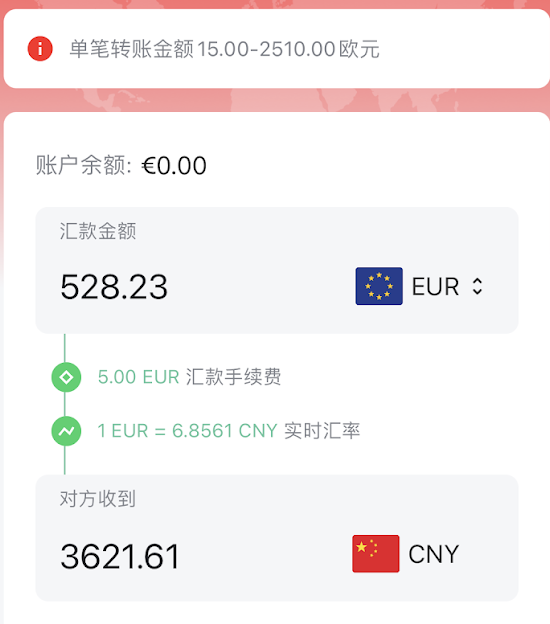 单笔转账金额15.00-2510.00欧元
账户余额: €0.00
汇款金额
528.23 EUR
5.00 EUR 汇款手续费
1 EUR = 6.8561 CNY 实时汇率
对方收到
3621.61 CNY